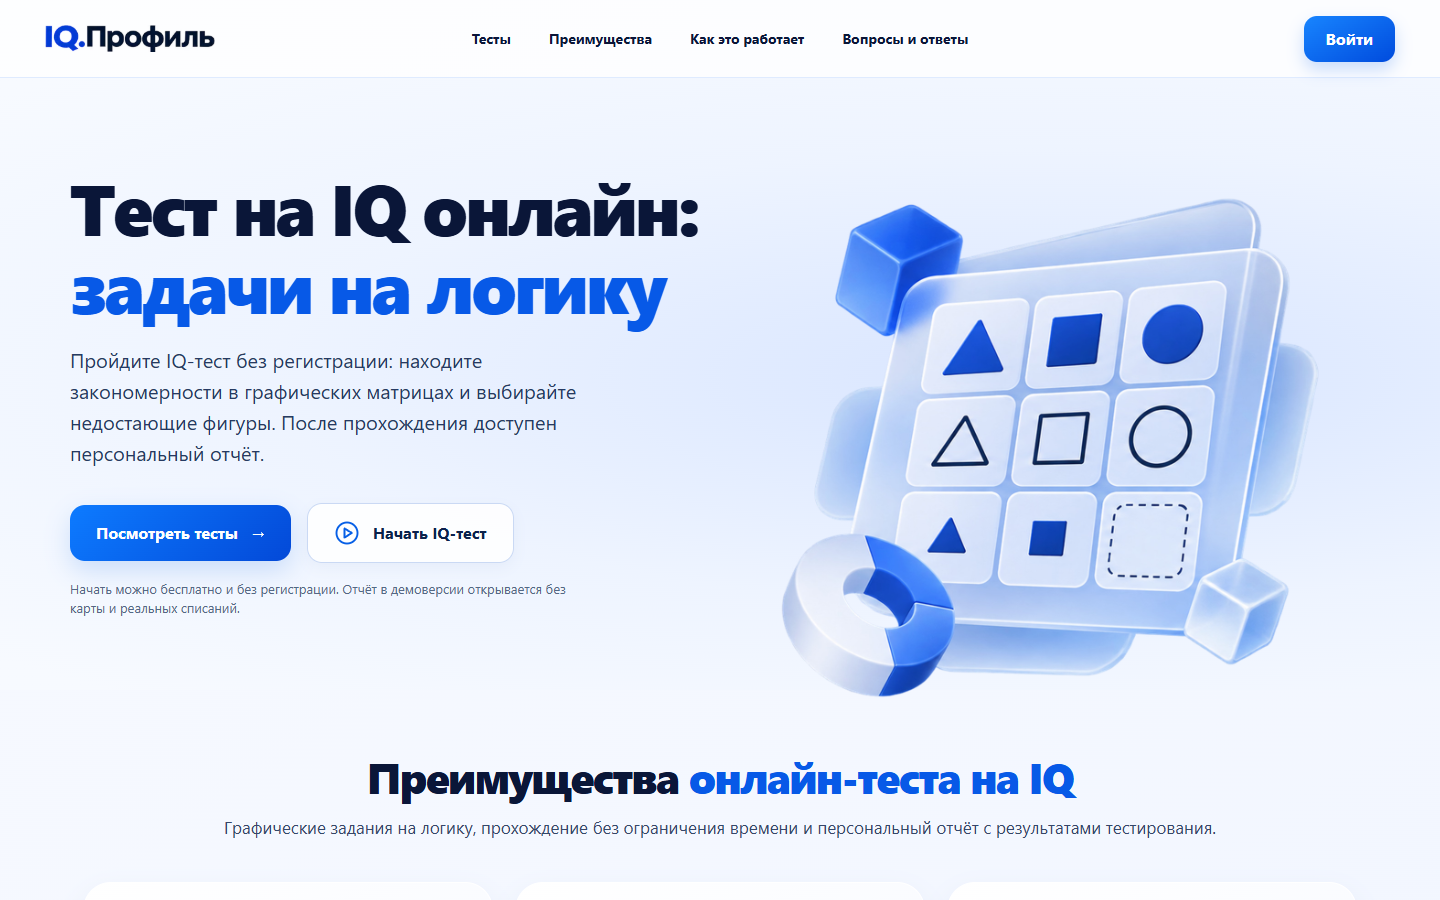 IQ.Профиль
Тесты
Преимущества
Как это работает
Вопросы и ответы
Войти
Тест на IQ онлайн:
задачи на логику
Пройдите IQ-тест без регистрации: находите
закономерности в графических матрицах и выбирайте
недостающие фигуры. После прохождения доступен
персональный отчёт.
Посмотреть тесты →
Начать IQ-тест
Начать можно бесплатно и без регистрации. Отчёт в демоверсии открывается без
карты и реальных списаний.
Преимущества онлайн-теста на IQ
Графические задания на логику, прохождение без ограничения времени и персональный отчёт с результатами тестирования.